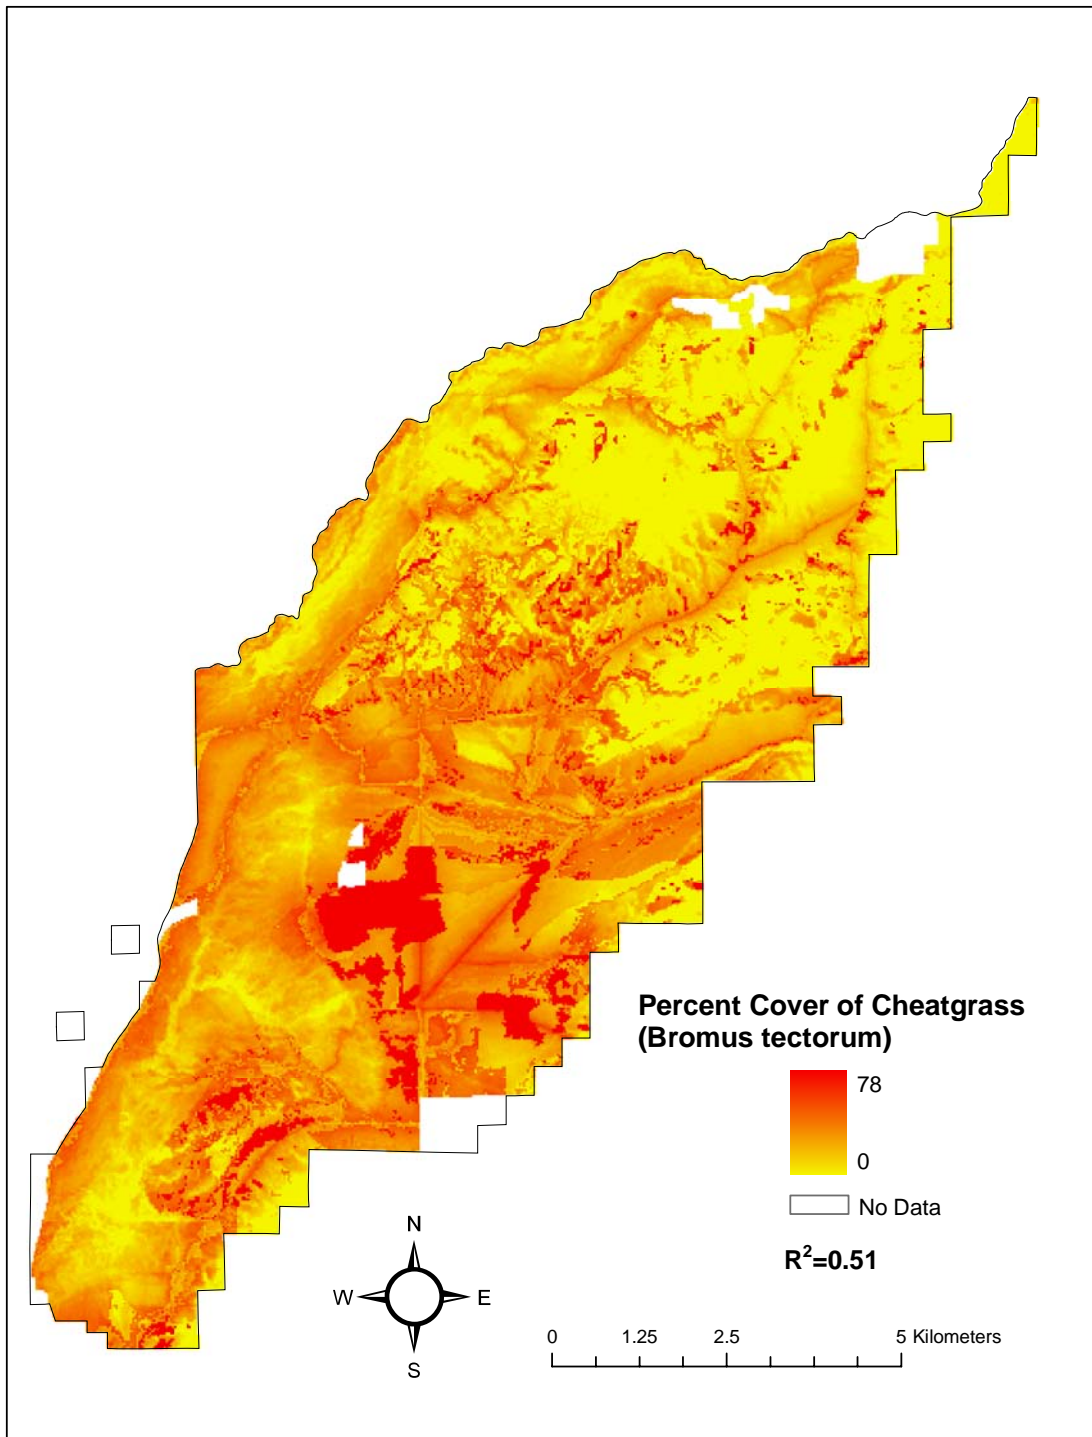 Percent Cover of Cheatgrass
(Bromus tectorum)
78
0
No Data
R²=0.51
N
W E
S
0 1.25 2.5 5 Kilometers